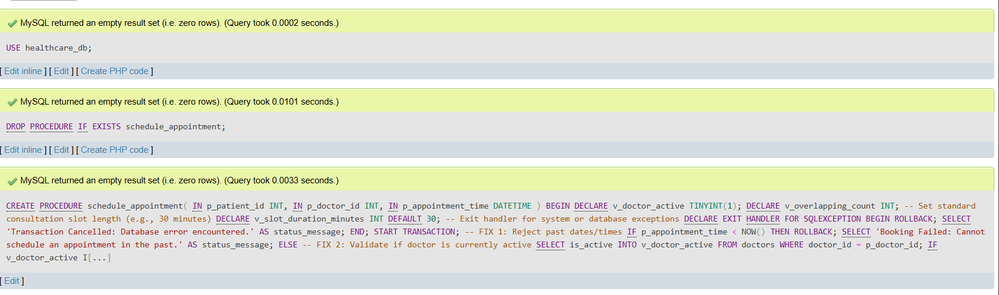 MySQL returned an empty result set (i.e. zero rows). (Query took 0.0002 seconds.)
USE healthcare_db;
[ Edit inline ] [ Edit ] [ Create PHP code ]
MySQL returned an empty result set (i.e. zero rows). (Query took 0.0101 seconds.)
DROP PROCEDURE IF EXISTS schedule_appointment;
[ Edit inline ] [ Edit ] [ Create PHP code ]
MySQL returned an empty result set (i.e. zero rows). (Query took 0.0033 seconds.)
CREATE PROCEDURE schedule_appointment( IN p_patient_id INT, IN p_doctor_id INT, IN p_appointment_time DATETIME ) BEGIN DECLARE v_doctor_active TINYINT(1); DECLARE v_overlapping_count INT; -- Set standard
consultation slot length (e.g., 30 minutes) DECLARE v_slot_duration_minutes INT DEFAULT 30; -- Exit handler for system or database exceptions DECLARE EXIT HANDLER FOR SQLEXCEPTION BEGIN ROLLBACK; SELECT
'Transaction Cancelled: Database error encountered.' AS status_message; END; START TRANSACTION; -- FIX 1: Reject past dates/times IF p_appointment_time < NOW() THEN ROLLBACK; SELECT 'Booking Failed: Cannot
schedule an appointment in the past.' AS status_message; ELSE -- FIX 2: Validate if doctor is currently active SELECT is_active INTO v_doctor_active FROM doctors WHERE doctor_id = p_doctor_id; IF
v_doctor_active I[...]
[ Edit ]